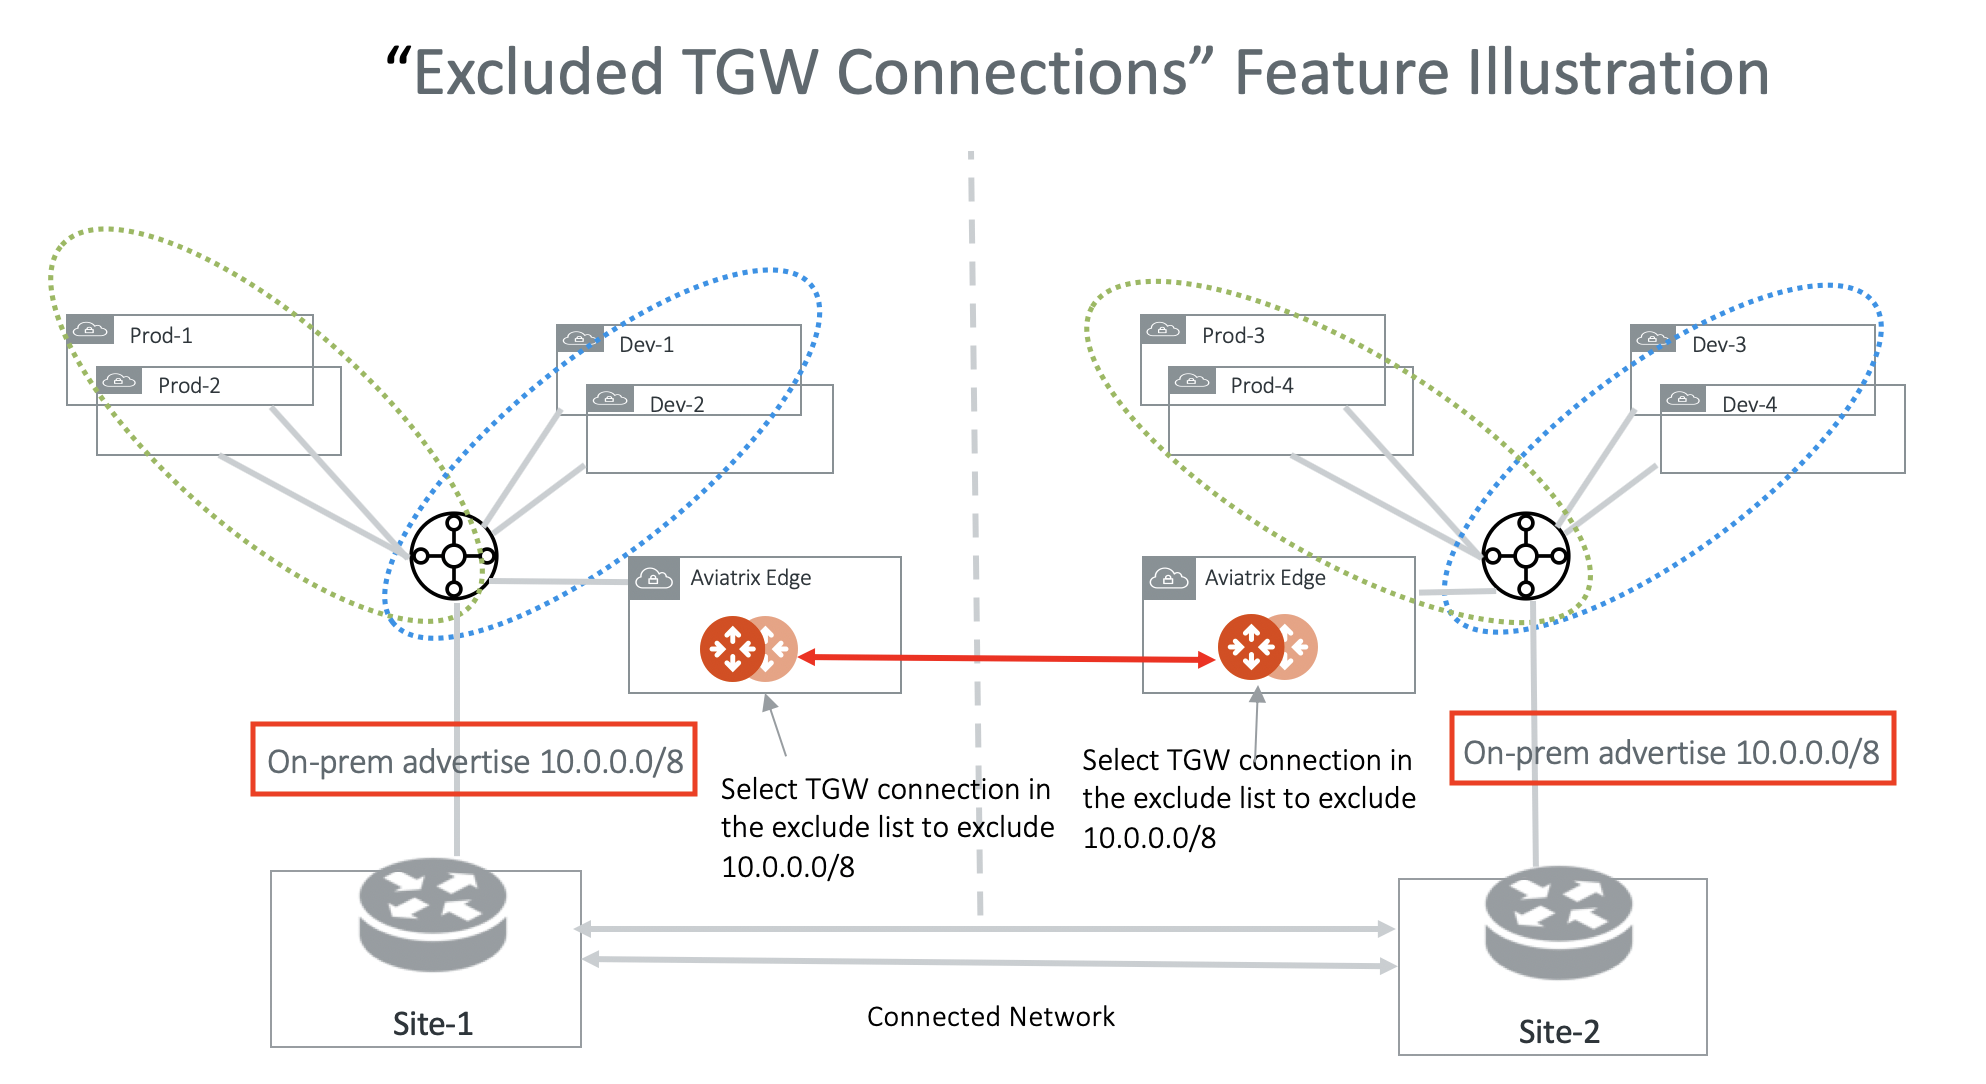 “Excluded TGW Connections” Feature Illustration
Prod-1
Prod-2
Dev-1
Dev-2
Prod-3
Prod-4
Dev-3
Dev-4
Aviatrix Edge
Aviatrix Edge
On-prem advertise 10.0.0.0/8
Select TGW connection in
the exclude list to exclude
10.0.0.0/8
Select TGW connection in
the exclude list to exclude
10.0.0.0/8
On-prem advertise 10.0.0.0/8
Site-1
Connected Network
Site-2